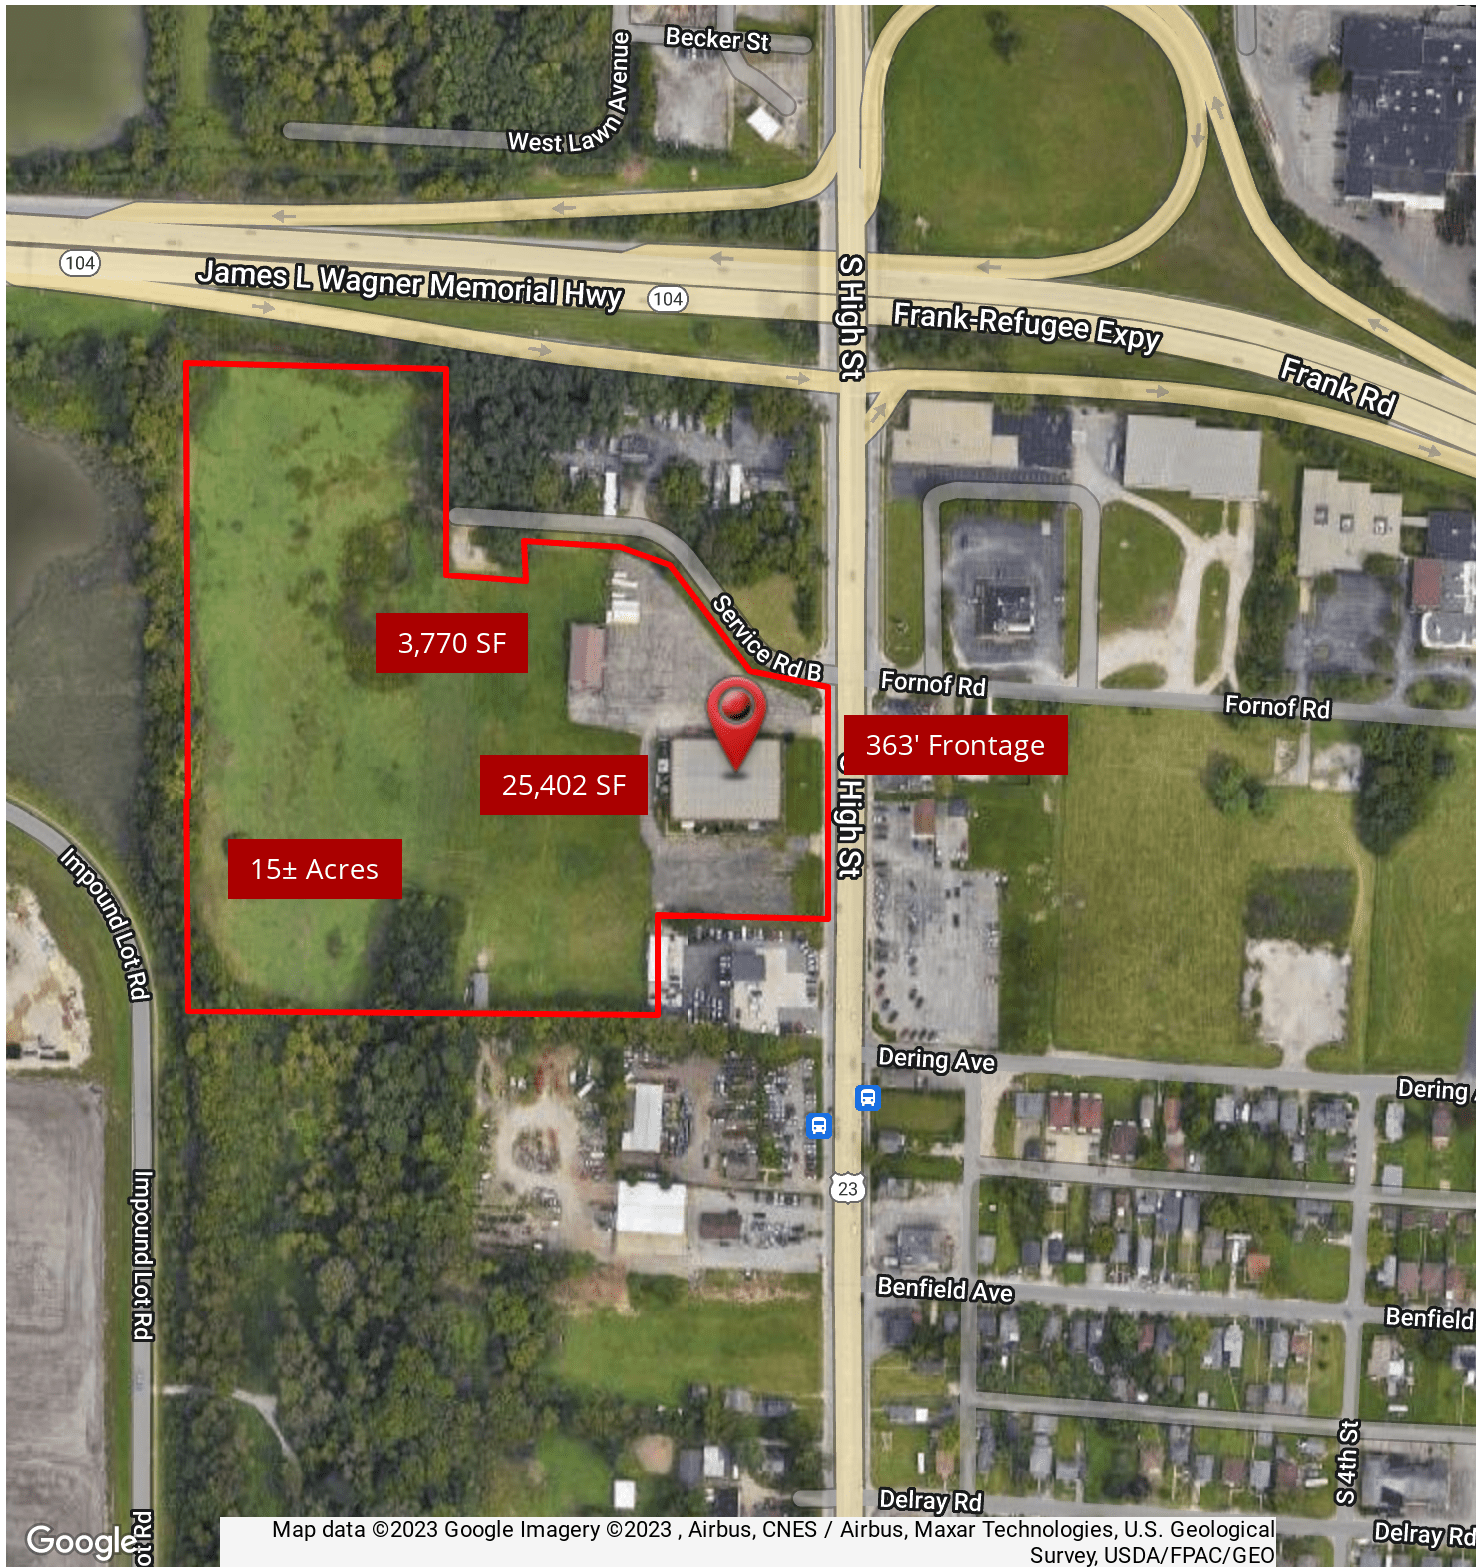 Becker St
West Lawn Avenue
104
James L Wagner Memorial Hwy
104
S High St
Frank-Refugee Expy
Frank Rd
3,770 SF
Service Rd B
Fornof Rd
Fornof Rd
363' Frontage
25,402 SF
High St
15± Acres
Impound Lot Rd
Dering Ave
Dering
Impound Lot Rd
23
Benfield Ave
Benfield
S 4th St
Delray Rd
Delray Rd
ot Rd
Google
Map data ©2023 Google Imagery ©2023 , Airbus, CNES / Airbus, Maxar Technologies, U.S. Geological
Survey, USDA/FPAC/GEO